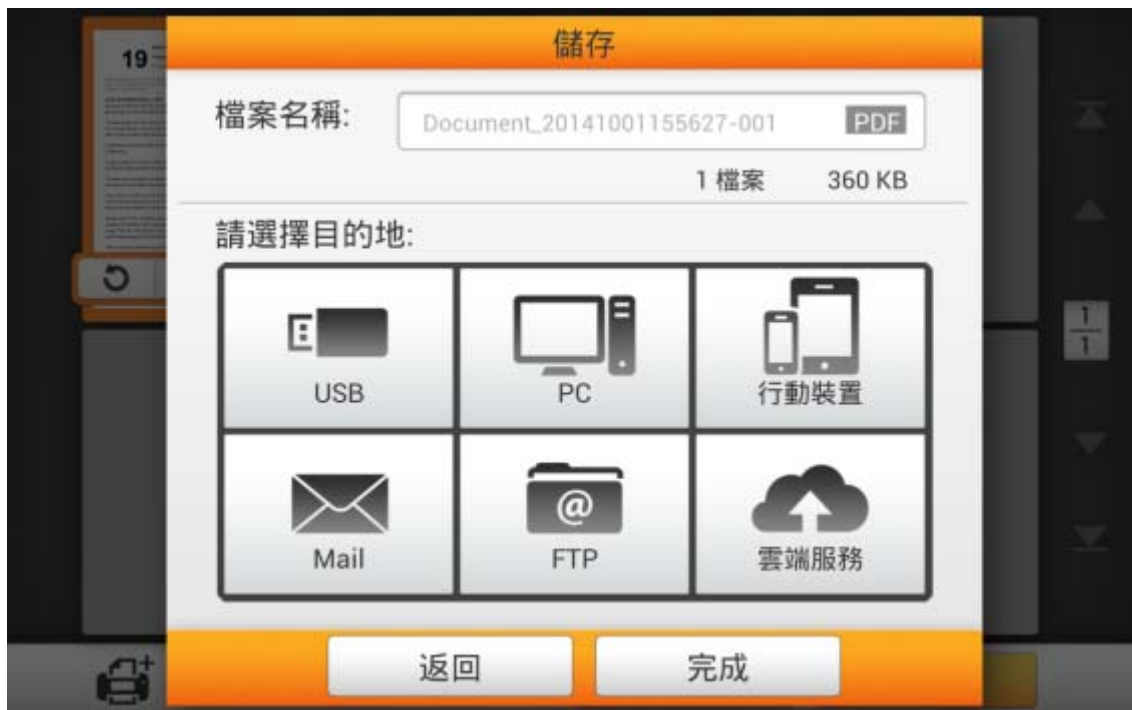 儲存
19
檔案名稱:
Document_20141001155627-001 PDF
1 檔案 360 KB
請選擇目的地:
USB PC 行動裝置
1
1
Mail FTP 雲端服務
@
返回 完成